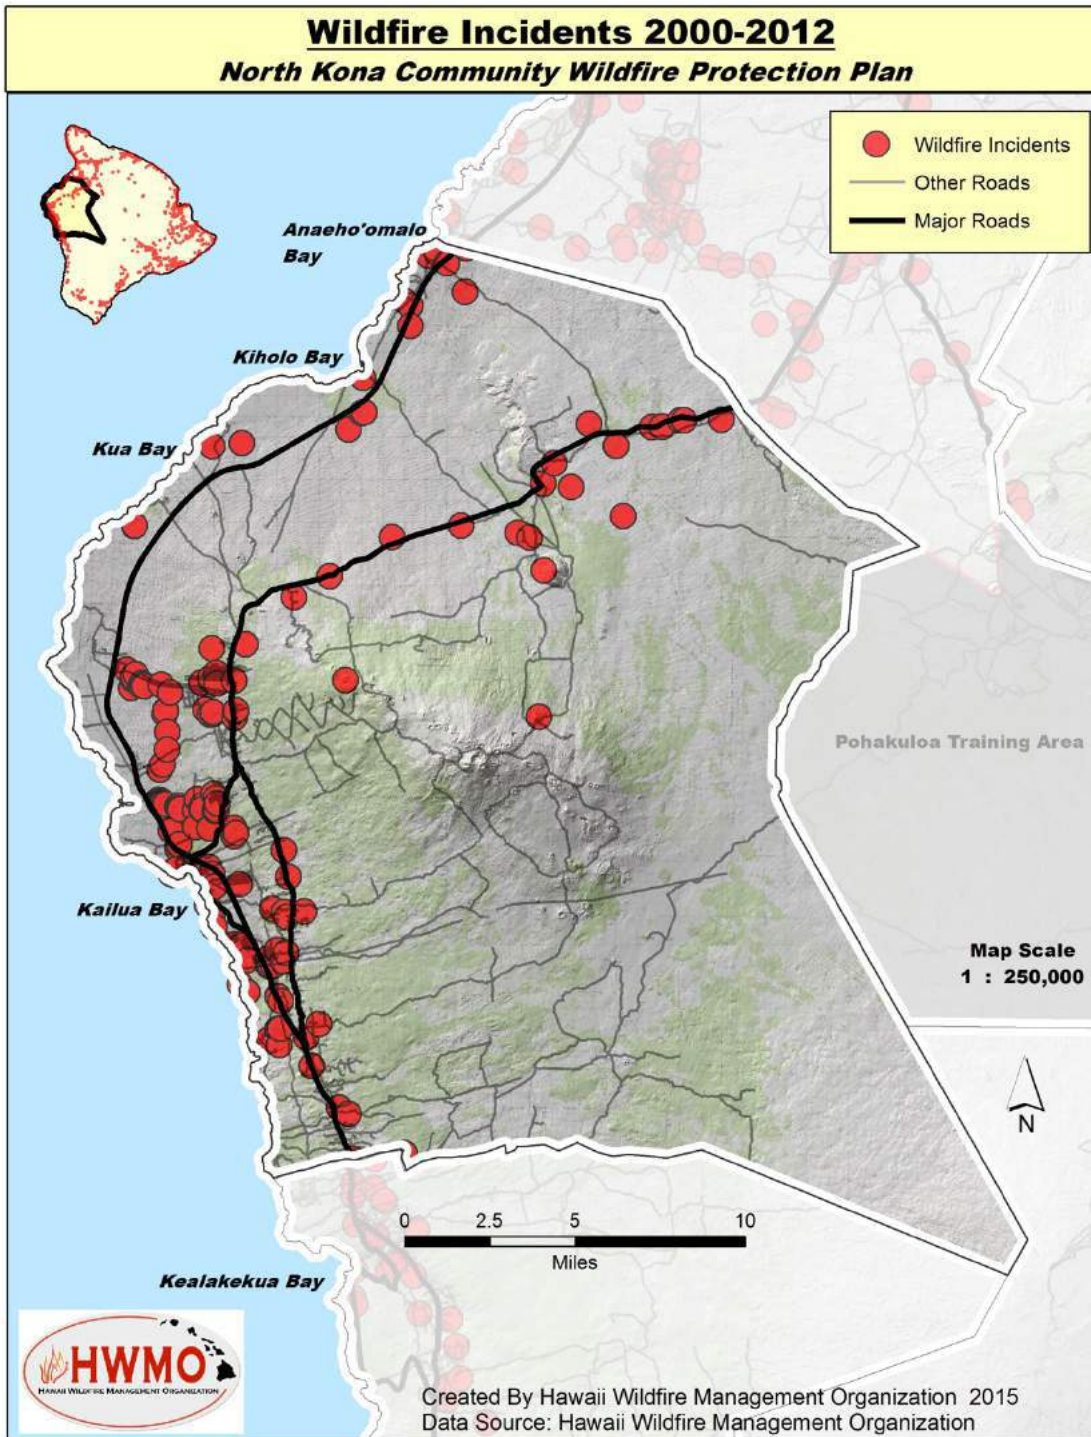 Wildfire Incidents 2000-2012
North Kona Community Wildfire Protection Plan
Wildfire Incidents
Other Roads
Major Roads
Anaeho'omalo
Bay
Kiholo Bay
Kua Bay
Pohakuloa Training Area
Kailua Bay
Map Scale
1 : 250,000
N
0 2.5 5 10
Miles
Kealakekua Bay
HWMO
HAWAII WILDFIRE MANAGEMENT ORGANIZATION
Created By Hawaii Wildfire Management Organization 2015
Data Source: Hawaii Wildfire Management Organization